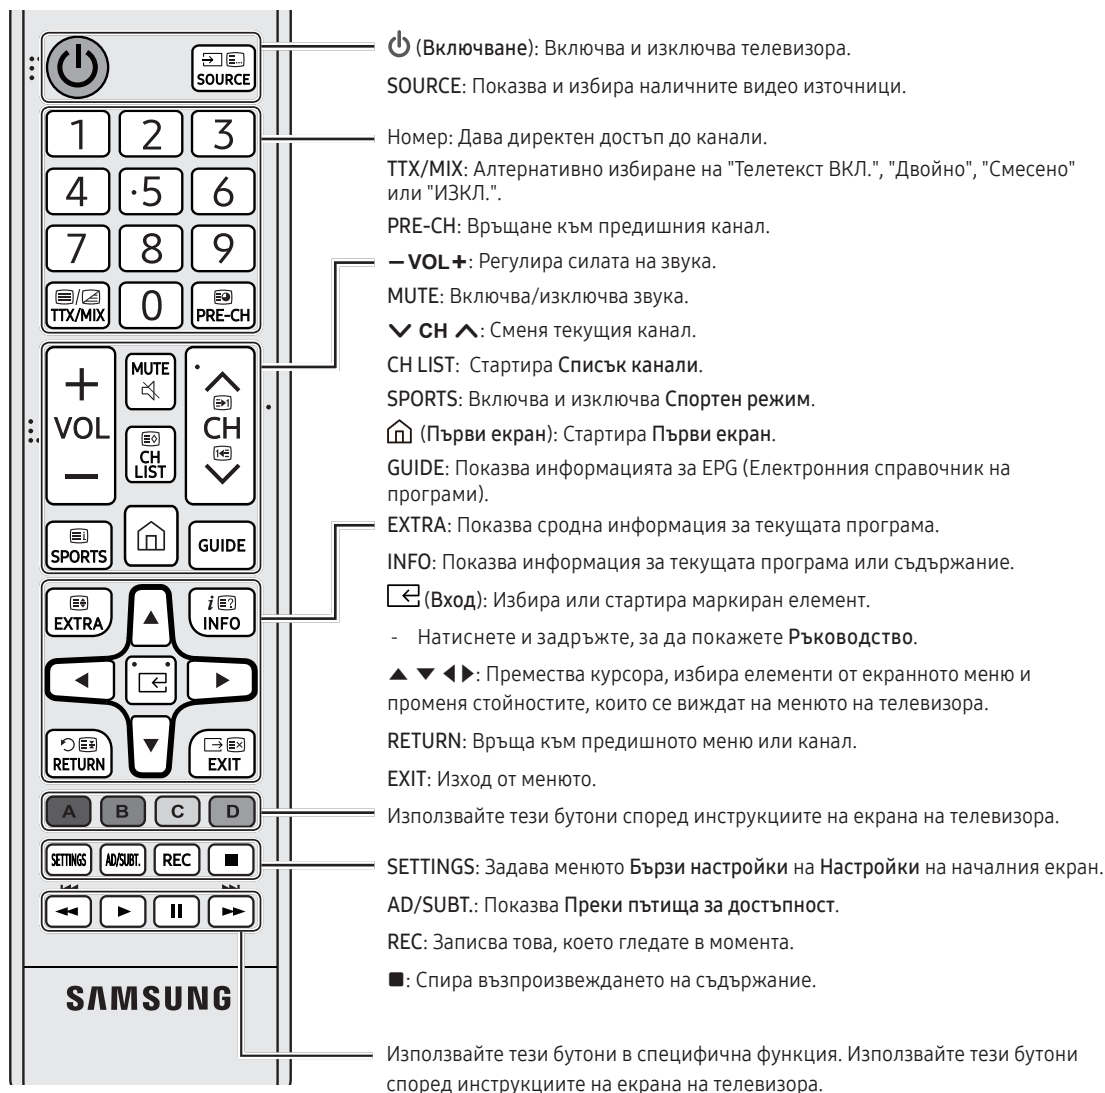 SOURCE
1 2 3
4 ·5 6
7 8 9
TTX/MIX 0 PRE-CH
+ MUTE
VOL CH
CH LIST
—
SPORTS GUIDE
EXTRA INFO
▲
◀ ▶
▼
RETURN EXIT
A B C D
SETTINGS AD/SUBT. REC ■
SAMSUNG
(Включване): Включва и изключва телевизора.
SOURCE: Показва и избира наличните видео източници.
Номер: Дава директен достъп до канали.
TTX/MIX: Алтернативно избиране на "Телетекст ВКЛ.", "Двойно", "Смесено"
или "ИЗКЛ.".
PRE-CH: Връщане към предишния канал.
— VOL +: Регулира силата на звука.
MUTE: Включва/изключва звука.
CH: Сменя текущия канал.
CH LIST: Стартира Списък канали.
SPORTS: Включва и изключва Спортен режим.
(Първи екран): Стартира Първи екран.
GUIDE: Показва информацията за EPG (Електронния справочник на
програми).
EXTRA: Показва сродна информация за текущата програма.
INFO: Показва информация за текущата програма или съдържание.
(Вход): Избира или стартира маркиран елемент.
- Натиснете и задръжте, за да покажете Ръководство.
▲ ▼ ◀ ▶: Премества курсора, избира елементи от екранното меню и
променя стойностите, които се виждат на менюто на телевизора.
RETURN: Връща към предишното меню или канал.
EXIT: Изход от менюто.
Използвайте тези бутони според инструкциите на екрана на телевизора.
SETTINGS: Задава менюто Бързи настройки на Настройки на началния екран.
AD/SUBT.: Показва Преки пътища за достъпност.
REC: Записва това, което гледате в момента.
■: Спира възпроизвеждането на съдържание.
Използвайте тези бутони в специфична функция. Използвайте тези бутони
според инструкциите на екрана на телевизора.